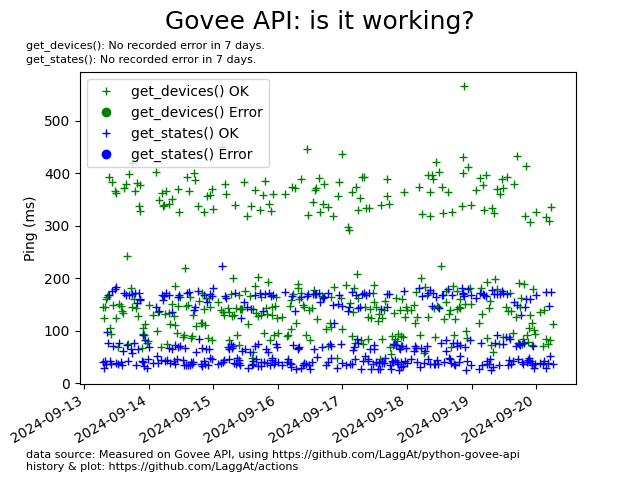 Govee API: is it working?
get_devices(): No recorded error in 7 days.
get_states(): No recorded error in 7 days.
get_devices() OK
get_devices() Error
get_states() OK
get_states() Error
Ping (ms)
500
400
300
200
100
0
2024-09-13
2024-09-14
2024-09-15
2024-09-16
2024-09-17
2024-09-18
2024-09-19
2024-09-20
data source: Measured on Govee API, using https://github.com/LaggAt/python-govee-api
history & plot: https://github.com/LaggAt/actions